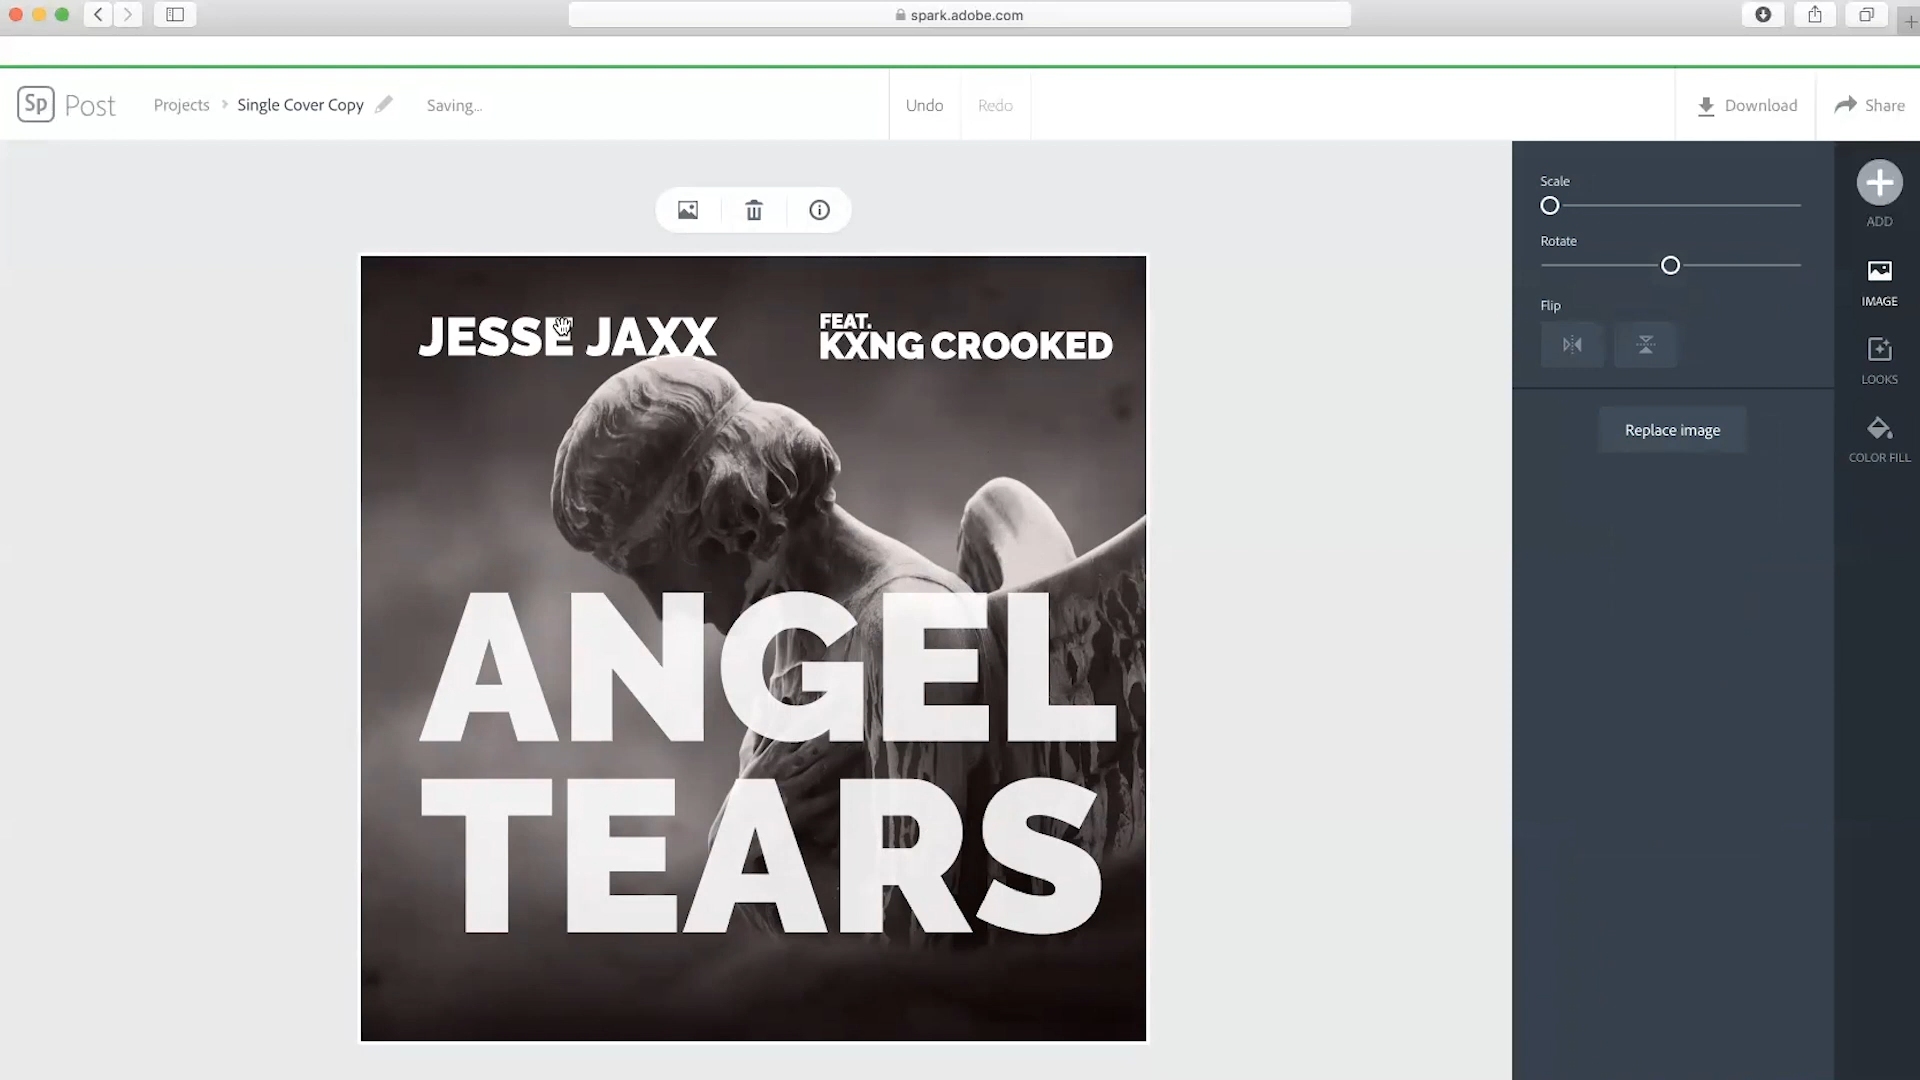 spark.adobe.com
Sp Post Projects > Single Cover Copy Saving... Undo Redo Download Share
Scale
Rotate
Flip
Replace image
ADD
IMAGE
LOOKS
COLOR FILL
JESSE JAXX
FEAT.
KXNG CROOKED
ANGEL
TEARS